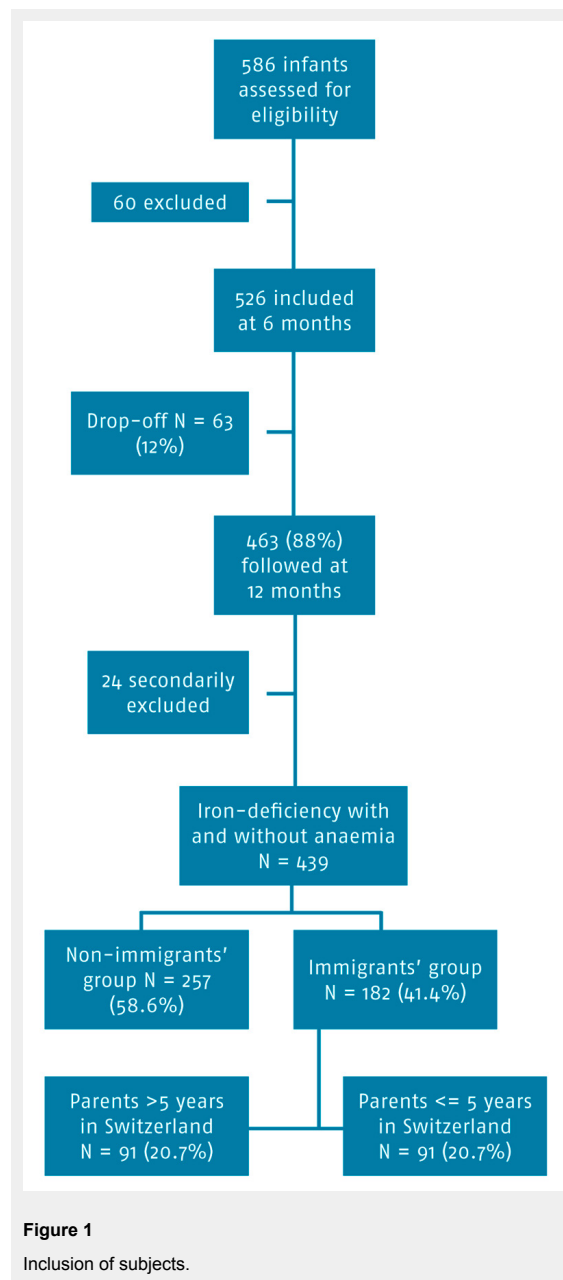 586 infants
assessed for
eligibility
60 excluded
526 included
at 6 months
Drop-off N = 63
(12%)
463 (88%)
followed at
12 months
24 secondarily
excluded
Iron-deficiency with
and without anaemia
N = 439
Non-immigrants'
group N = 257
(58.6%)
Immigrants' group
N = 182 (41.4%)
Parents >5 years
in Switzerland
N = 91 (20.7%)
Parents <= 5 years
in Switzerland
N = 91 (20.7%)
Figure 1
Inclusion of subjects.